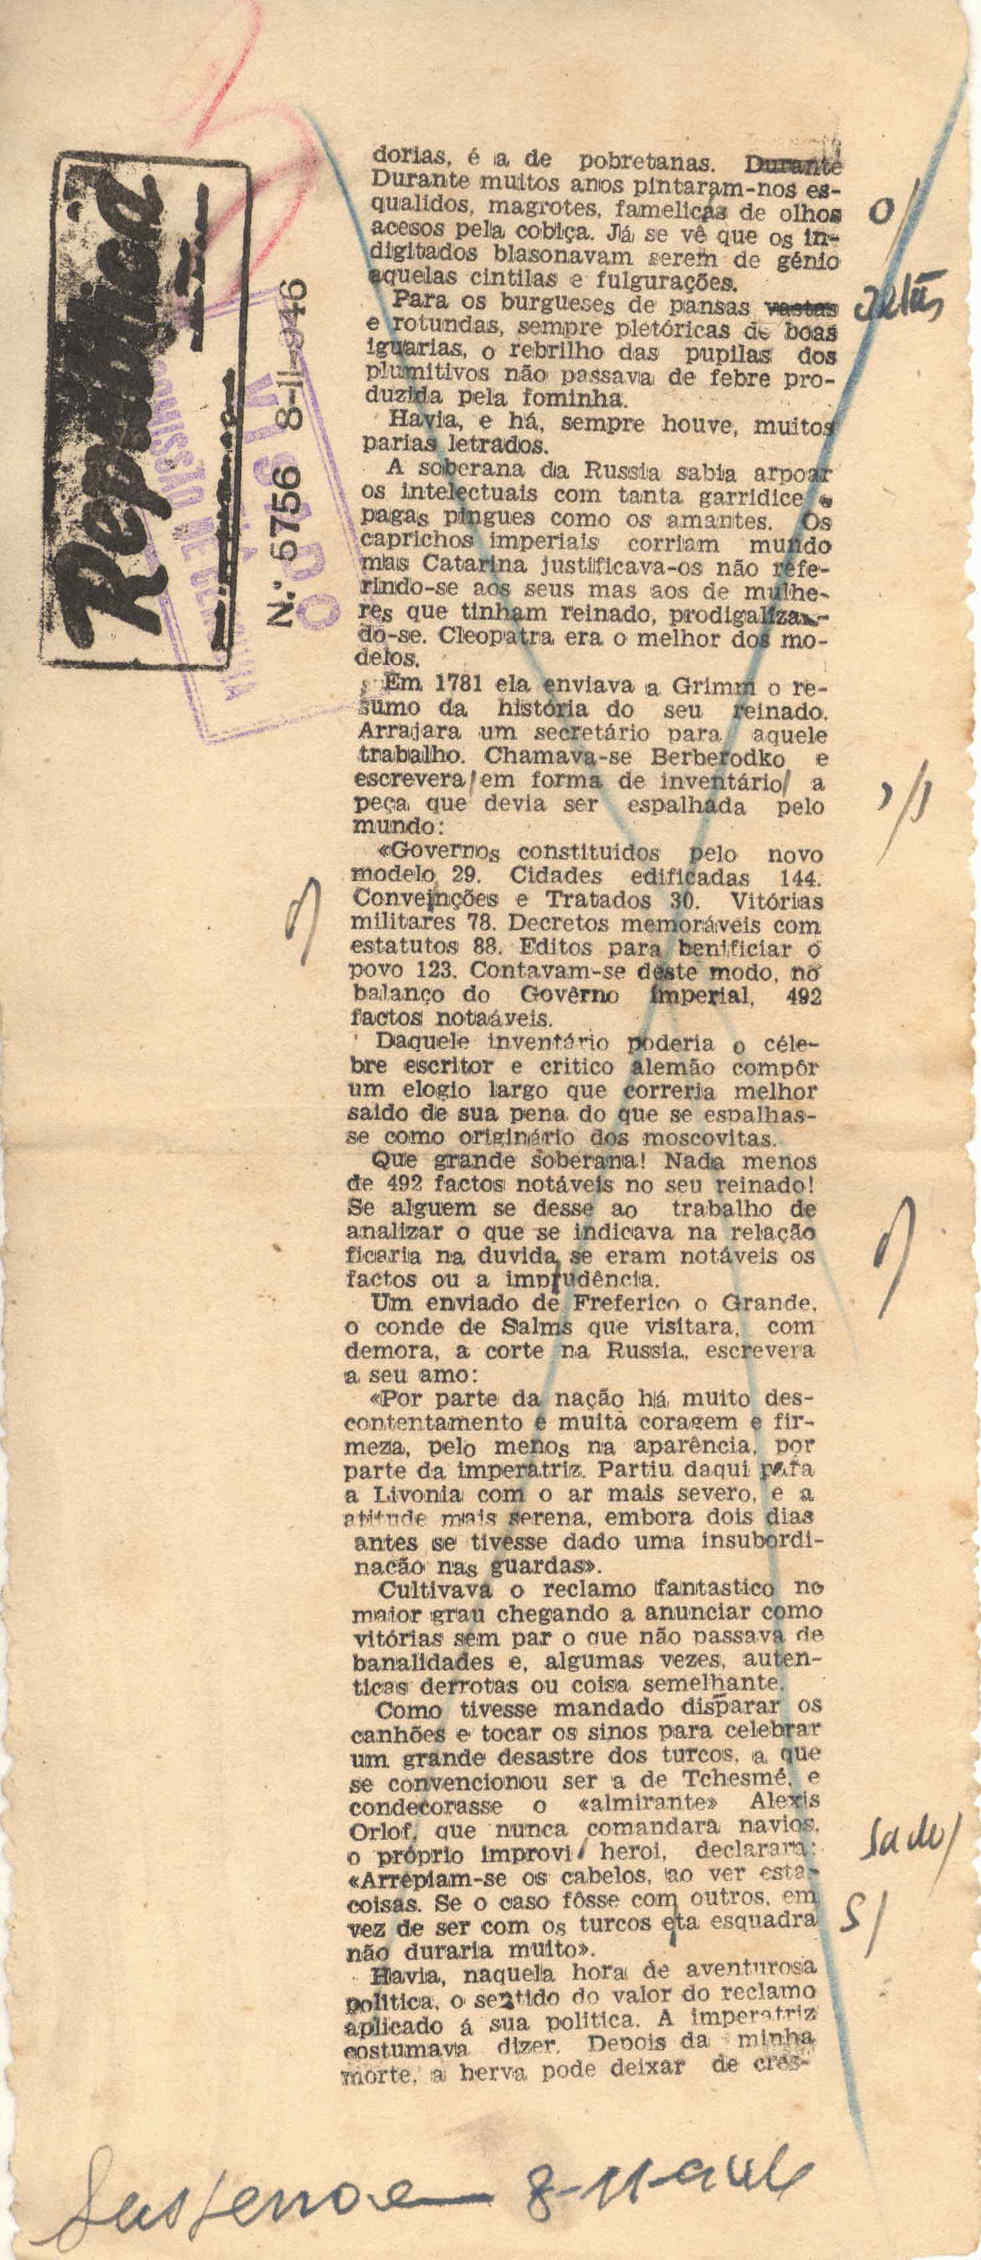 Republica
VISADO
COMISSÃO DE CENSURA
N.º 5756 8-II-946
dorias, é a de pobretanas. Durante
Durante muitos anos pintaram-nos es-
qualidos, magrotes, famelicas de olhos
acesos pela cobiça. Já se vê que os in-
digitados blasonavam serem de génio
aquelas cintilas e fulgurações.
Para os burgueses de pansas vastas
e rotundas, sempre pletóricas de boas
iguarias, o rebrilho das pupilas dos
plumitivos não passava de febre pro-
duzida pela fominha.
Havia, e há, sempre houve, muitos
parias letrados.
A soberana da Russia sabia arpoar
os intelectuais com tanta garridice e
pagas pingues como os amantes. Os
caprichos imperiais corriam mundo
mas Catarina justificava-os não refe-
rindo-se aos seus mas aos de mulhe-
res que tinham reinado, prodigalizan-
do-se. Cleopatra era o melhor dos mo-
delos.
Em 1781 ela enviava a Grimm o re-
sumo da história do seu reinado.
Arrajara um secretário para aquele
trabalho. Chamava-se Berberodko e
escrevera/em forma de inventário/ a
peça que devia ser espalhada pelo
mundo:
«Governos constituidos pelo novo
modelo 29. Cidades edificadas 144.
Conveinções e Tratados 30. Vitórias
militares 78. Decretos memoráveis com
estatutos 88. Editos para benificiar o
povo 123. Contavam-se deste modo, no
balanço do Govêrno imperial, 492
factos notaáveis.
Daquele inventário poderia o céle-
bre escritor e critico alemão compôr
um elogio largo que correria melhor
saido de sua pena do que se espalhas-
se como originário dos moscovitas.
Que grande soberana! Nada menos
de 492 factos notáveis no seu reinado!
Se alguem se desse ao trabalho de
analizar o que se indicava na relação
ficaria na duvida se eram notáveis os
factos ou a imprudência.
Um enviado de Freferico o Grande,
o conde de Salms que visitara, com
demora, a corte na Russia, escrevera
a seu amo:
«Por parte da nação há muito des-
contentamento e muita coragem e fir-
meza, pelo menos na aparência, por
parte da imperatriz. Partiu daqui para
a Livonia com o ar mais severo, e a
atitude mais serena, embora dois dias
antes se tivesse dado uma insubordi-
nação nas guardas».
Cultivava o reclamo fantastico no
maior grau chegando a anunciar como
vitórias sem par o que não passava de
banalidades e, algumas vezes, auten-
ticas derrotas ou coisa semelhante.
Como tivesse mandado disparar os
canhões e tocar os sinos para celebrar
um grande desastre dos turcos, a que
se convencionou ser a de Tchesmé, e
condecorasse o «almirante» Alexis
Orlof, que nunca comandara navios,
o próprio improvi/ heroi, declarara: sado/
«Arrepiam-se os cabelos, ao ver estas
coisas. Se o caso fôsse com outros, em
vez de ser com os turcos eta esquadra s/
não duraria muito».
Havia, naquela hora de aventurosa
politica, o sentido do valor do reclamo
aplicado á sua politica. A imperatriz
costumava dizer. Depois da minha
morte, a herva pode deixar de cres-
8-11-946